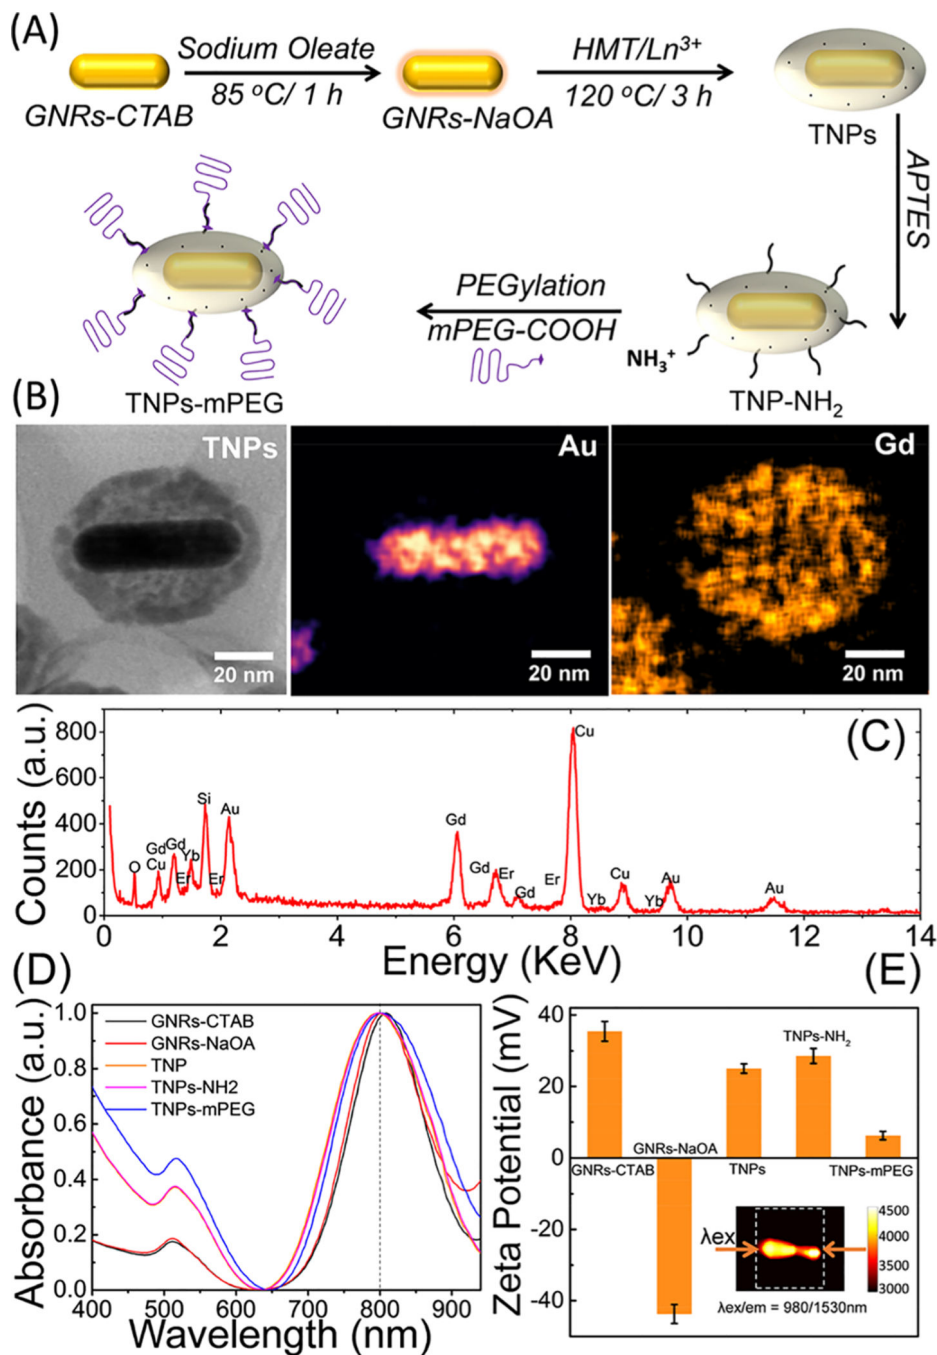 (A)
Sodium Oleate
85 °C/ 1 h
HMT/Ln³⁺
120 °C/ 3 h
GNRs-CTAB
GNRs-NaOA
TNPs
APTES
PEGylation
mPEG-COOH
NH₃⁺
TNPs-mPEG
TNP-NH₂
(B)
TNPs
Au
Gd
20 nm
20 nm
20 nm
(C)
Counts (a.u.)
800
600
400
200
0
O
Gd
Cu
Gd
Er
Yb
Si
Er
Au
Gd
Gd
Er
Gd
Er
Cu
Yb
Cu
Yb
Au
Au
0
2
4
6
8
10
12
14
Energy (KeV)
(D)
Absorbance (a.u.)
1.0
0.8
0.6
0.4
0.2
0.0
GNRs-CTAB
GNRs-NaOA
TNP
TNPs-NH2
TNPs-mPEG
400
500
600
700
800
900
Wavelength (nm)
(E)
Zeta Potential (mV)
40
20
0
-20
-40
TNPs-NH₂
GNRs-NaOA
GNRs-CTAB
TNPs
TNPs-mPEG
λex
4500
4000
3500
3000
λex/em = 980/1530nm